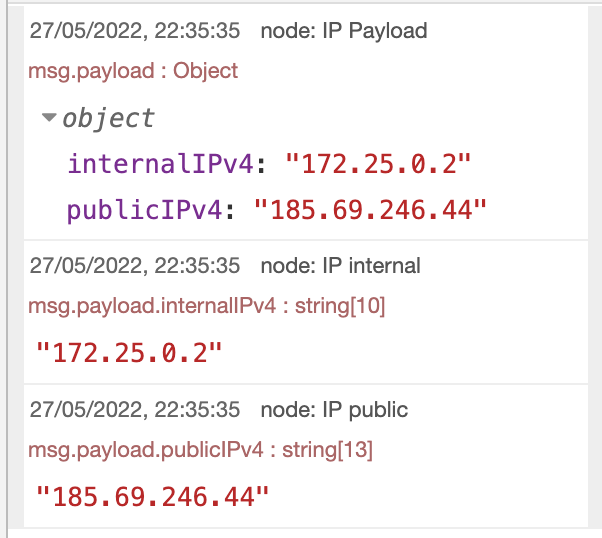 27/05/2022, 22:35:35 node: IP Payload
msg.payload : Object
object
internalIPv4: "172.25.0.2"
publicIPv4: "185.69.246.44"
27/05/2022, 22:35:35 node: IP internal
msg.payload.internalIPv4 : string[10]
"172.25.0.2"
27/05/2022, 22:35:35 node: IP public
msg.payload.publicIPv4 : string[13]
"185.69.246.44"